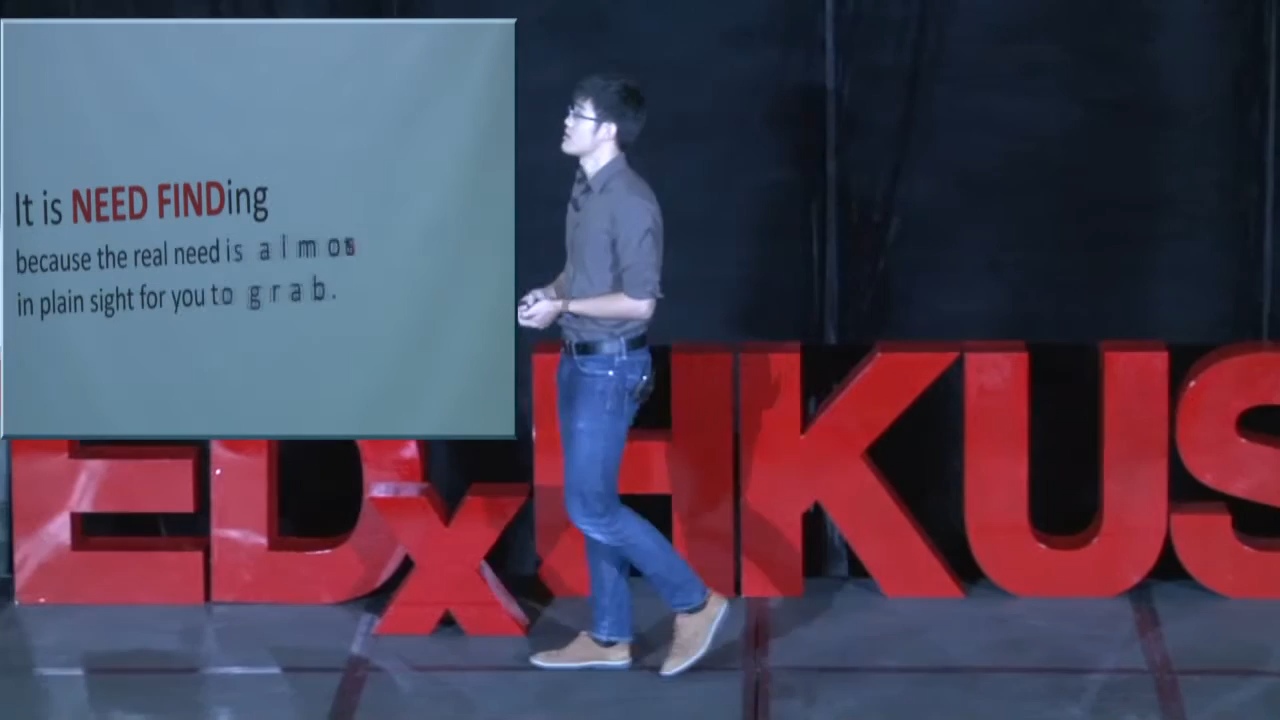 It is NEED FINDing
because the real need is almos
in plain sight for you to grab.
EDxHKUS